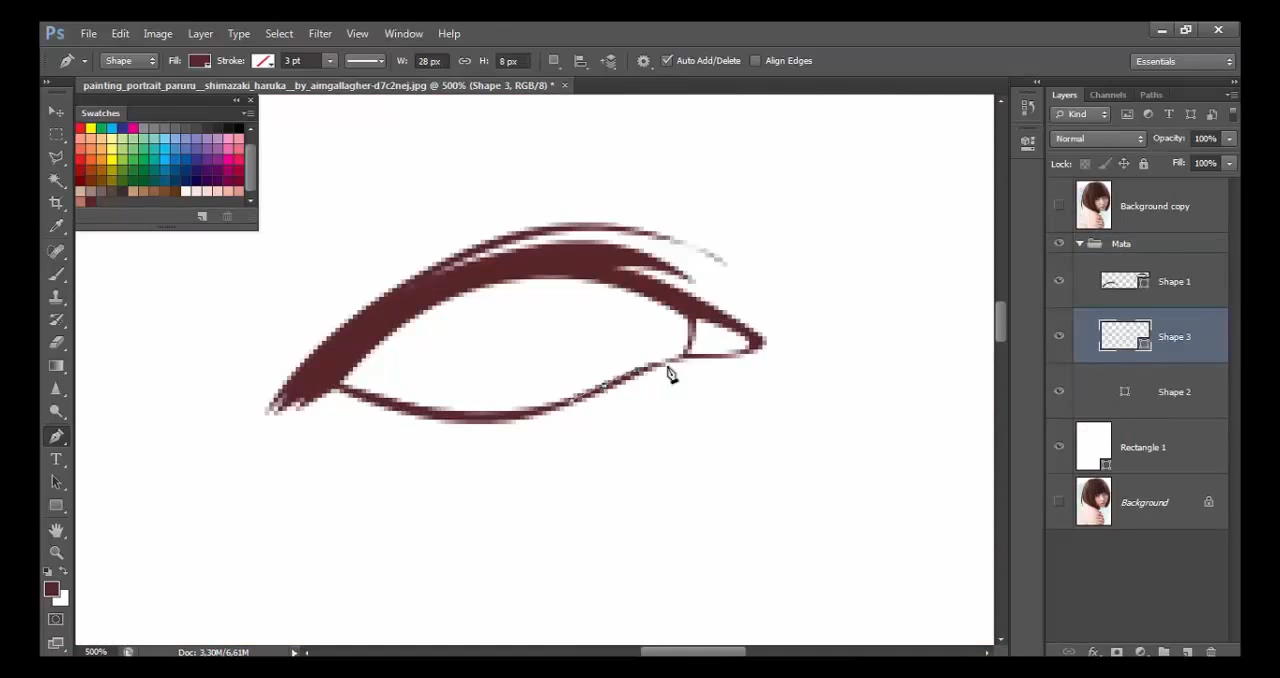 Ps File Edit Image Layer Type Select Filter View Window Help
Shape Fill: Stroke: 3 pt W: 28 px H: 8 px Auto Add/Delete Align Edges Essentials
painting_portrait_paruru__shimazaki_haruka__by_aimgallagher-d7c2nej.jpg @ 500% (Shape 3, RGB/8) *
Layers Channels Paths
Swatches
Kind
Normal Opacity: 100%
Lock: Fill: 100%
Background copy
Mata
Shape 1
Shape 3
Shape 2
Rectangle 1
Background
500% Doc: 3,30M/6,61M